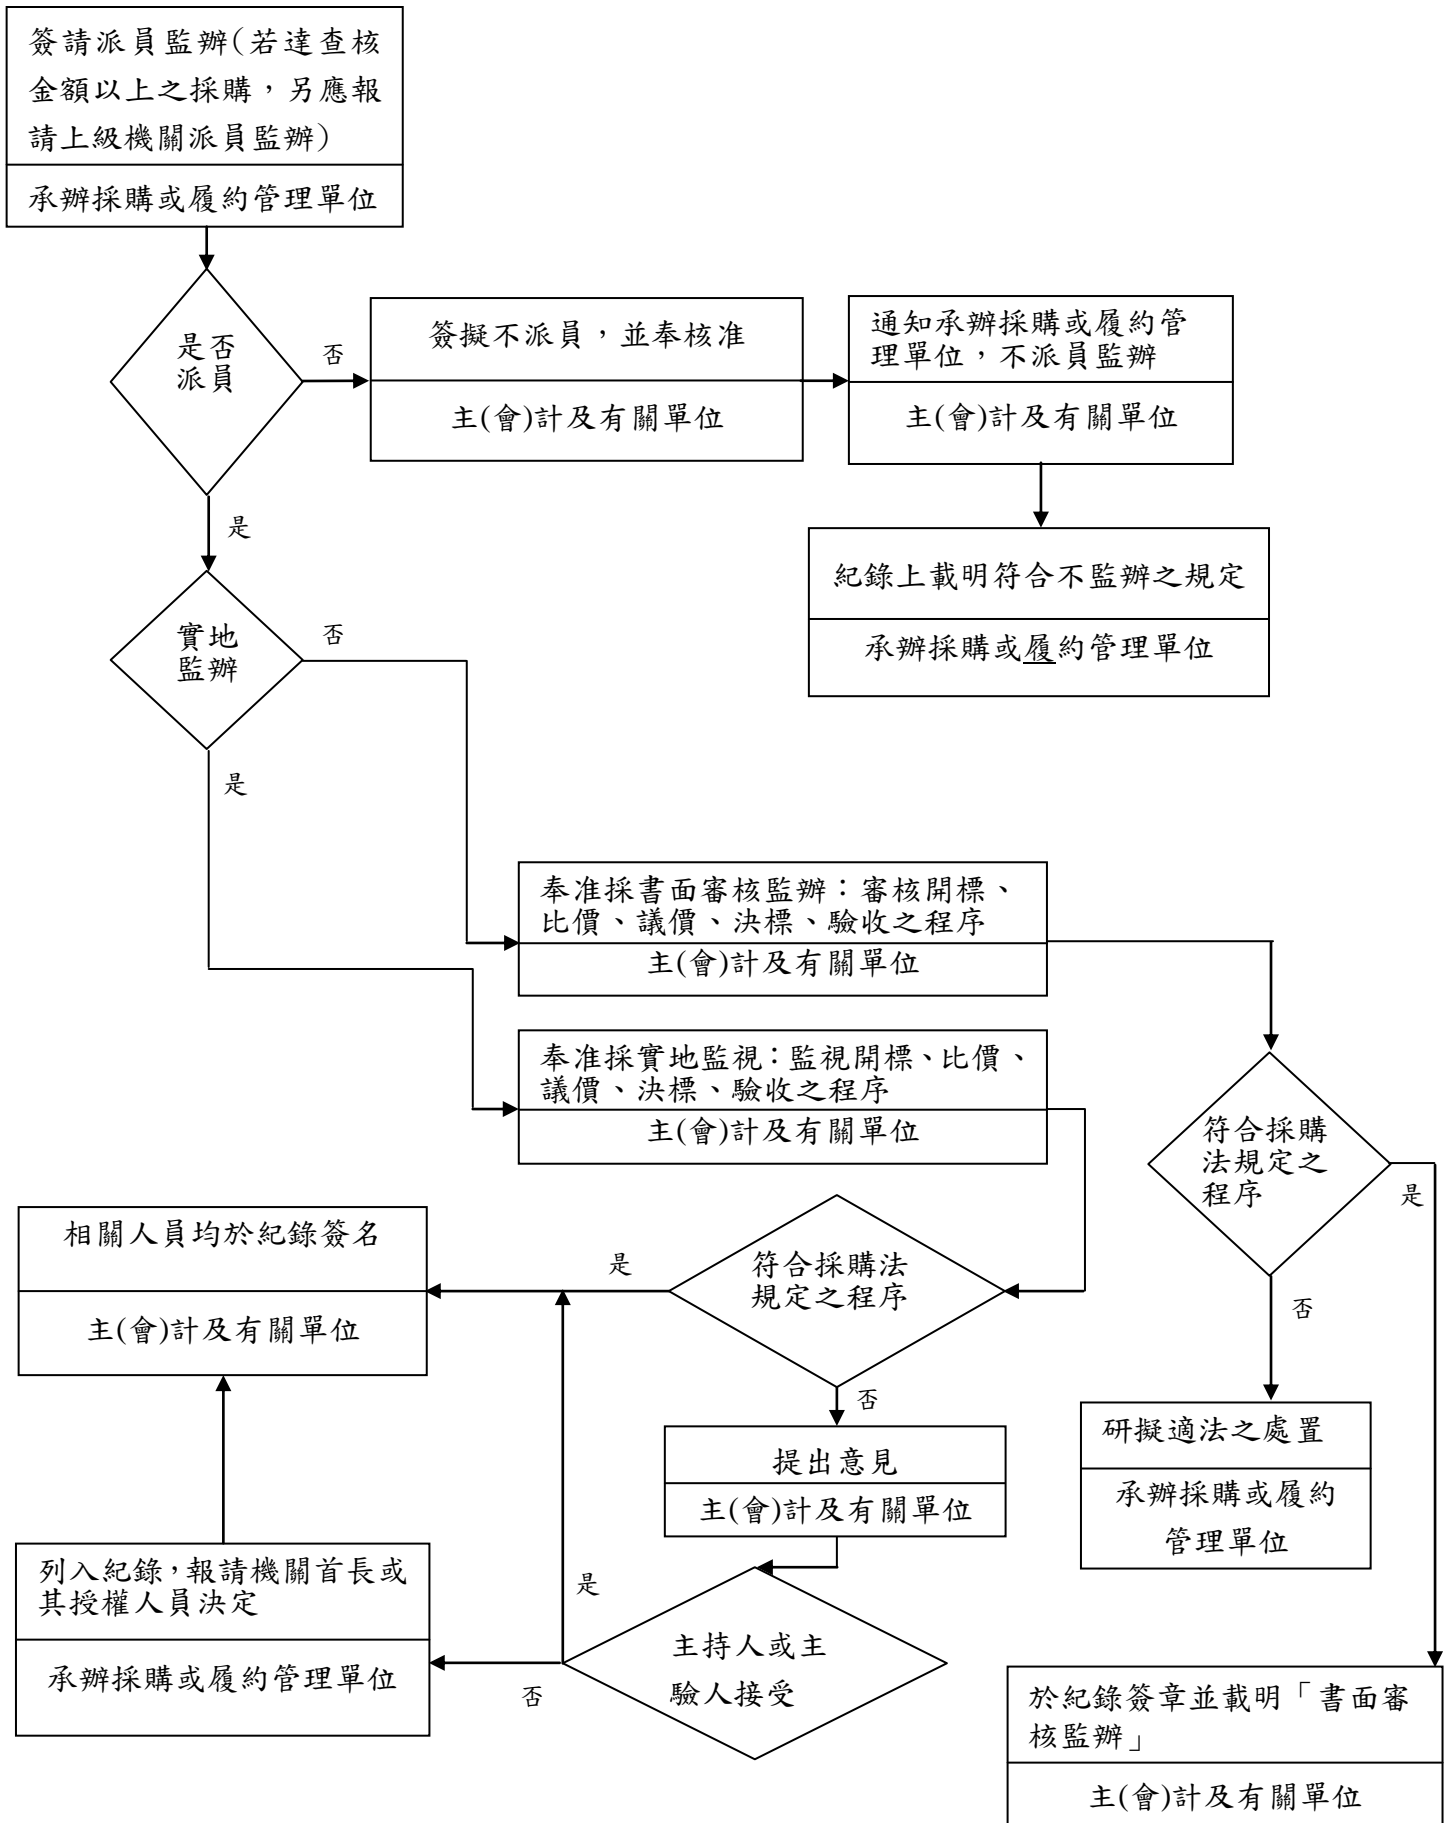 簽請派員監辦(若達查核
金額以上之採購，另應報
請上級機關派員監辦)
承辦採購或履約管理單位
是否
派員
否
簽擬不派員，並奉核准
主(會)計及有關單位
通知承辦採購或履約管
理單位，不派員監辦
主(會)計及有關單位
是
紀錄上載明符合不監辦之規定
承辦採購或履約管理單位
實地
監辦
否
是
奉准採書面審核監辦：審核開標、
比價、議價、決標、驗收之程序
主(會)計及有關單位
奉准採實地監視：監視開標、比價、
議價、決標、驗收之程序
主(會)計及有關單位
符合採購
法規定之
程序
是
否
相關人員均於紀錄簽名
主(會)計及有關單位
是
符合採購法
規定之程序
否
提出意見
主(會)計及有關單位
研擬適法之處置
承辦採購或履約
管理單位
列入紀錄，報請機關首長或
其授權人員決定
承辦採購或履約管理單位
是
否
主持人或主
驗人接受
於紀錄簽章並載明「書面審
核監辦」
主(會)計及有關單位